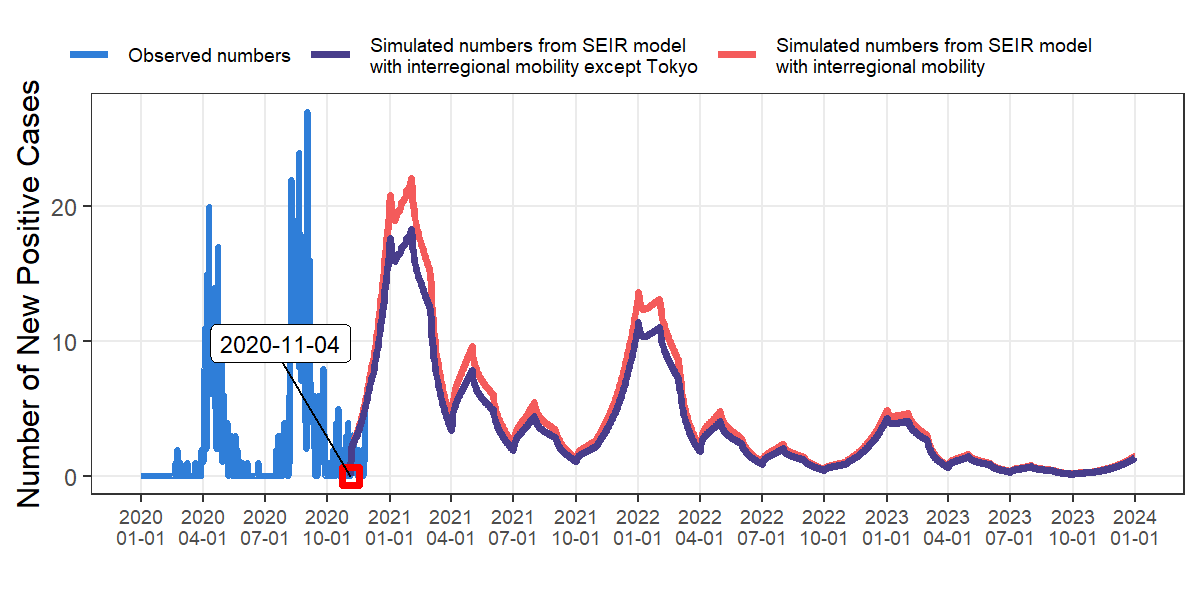 Observed numbers
Simulated numbers from SEIR model
with interregional mobility except Tokyo
Simulated numbers from SEIR model
with interregional mobility
Number of New Positive Cases
20
10
0
2020-11-04
2020 2020 2020 2020 2021 2021 2021 2021 2022 2022 2022 2022 2023 2023 2023 2023 2024
01-01 04-01 07-01 10-01 01-01 04-01 07-01 10-01 01-01 04-01 07-01 10-01 01-01 04-01 07-01 10-01 01-01